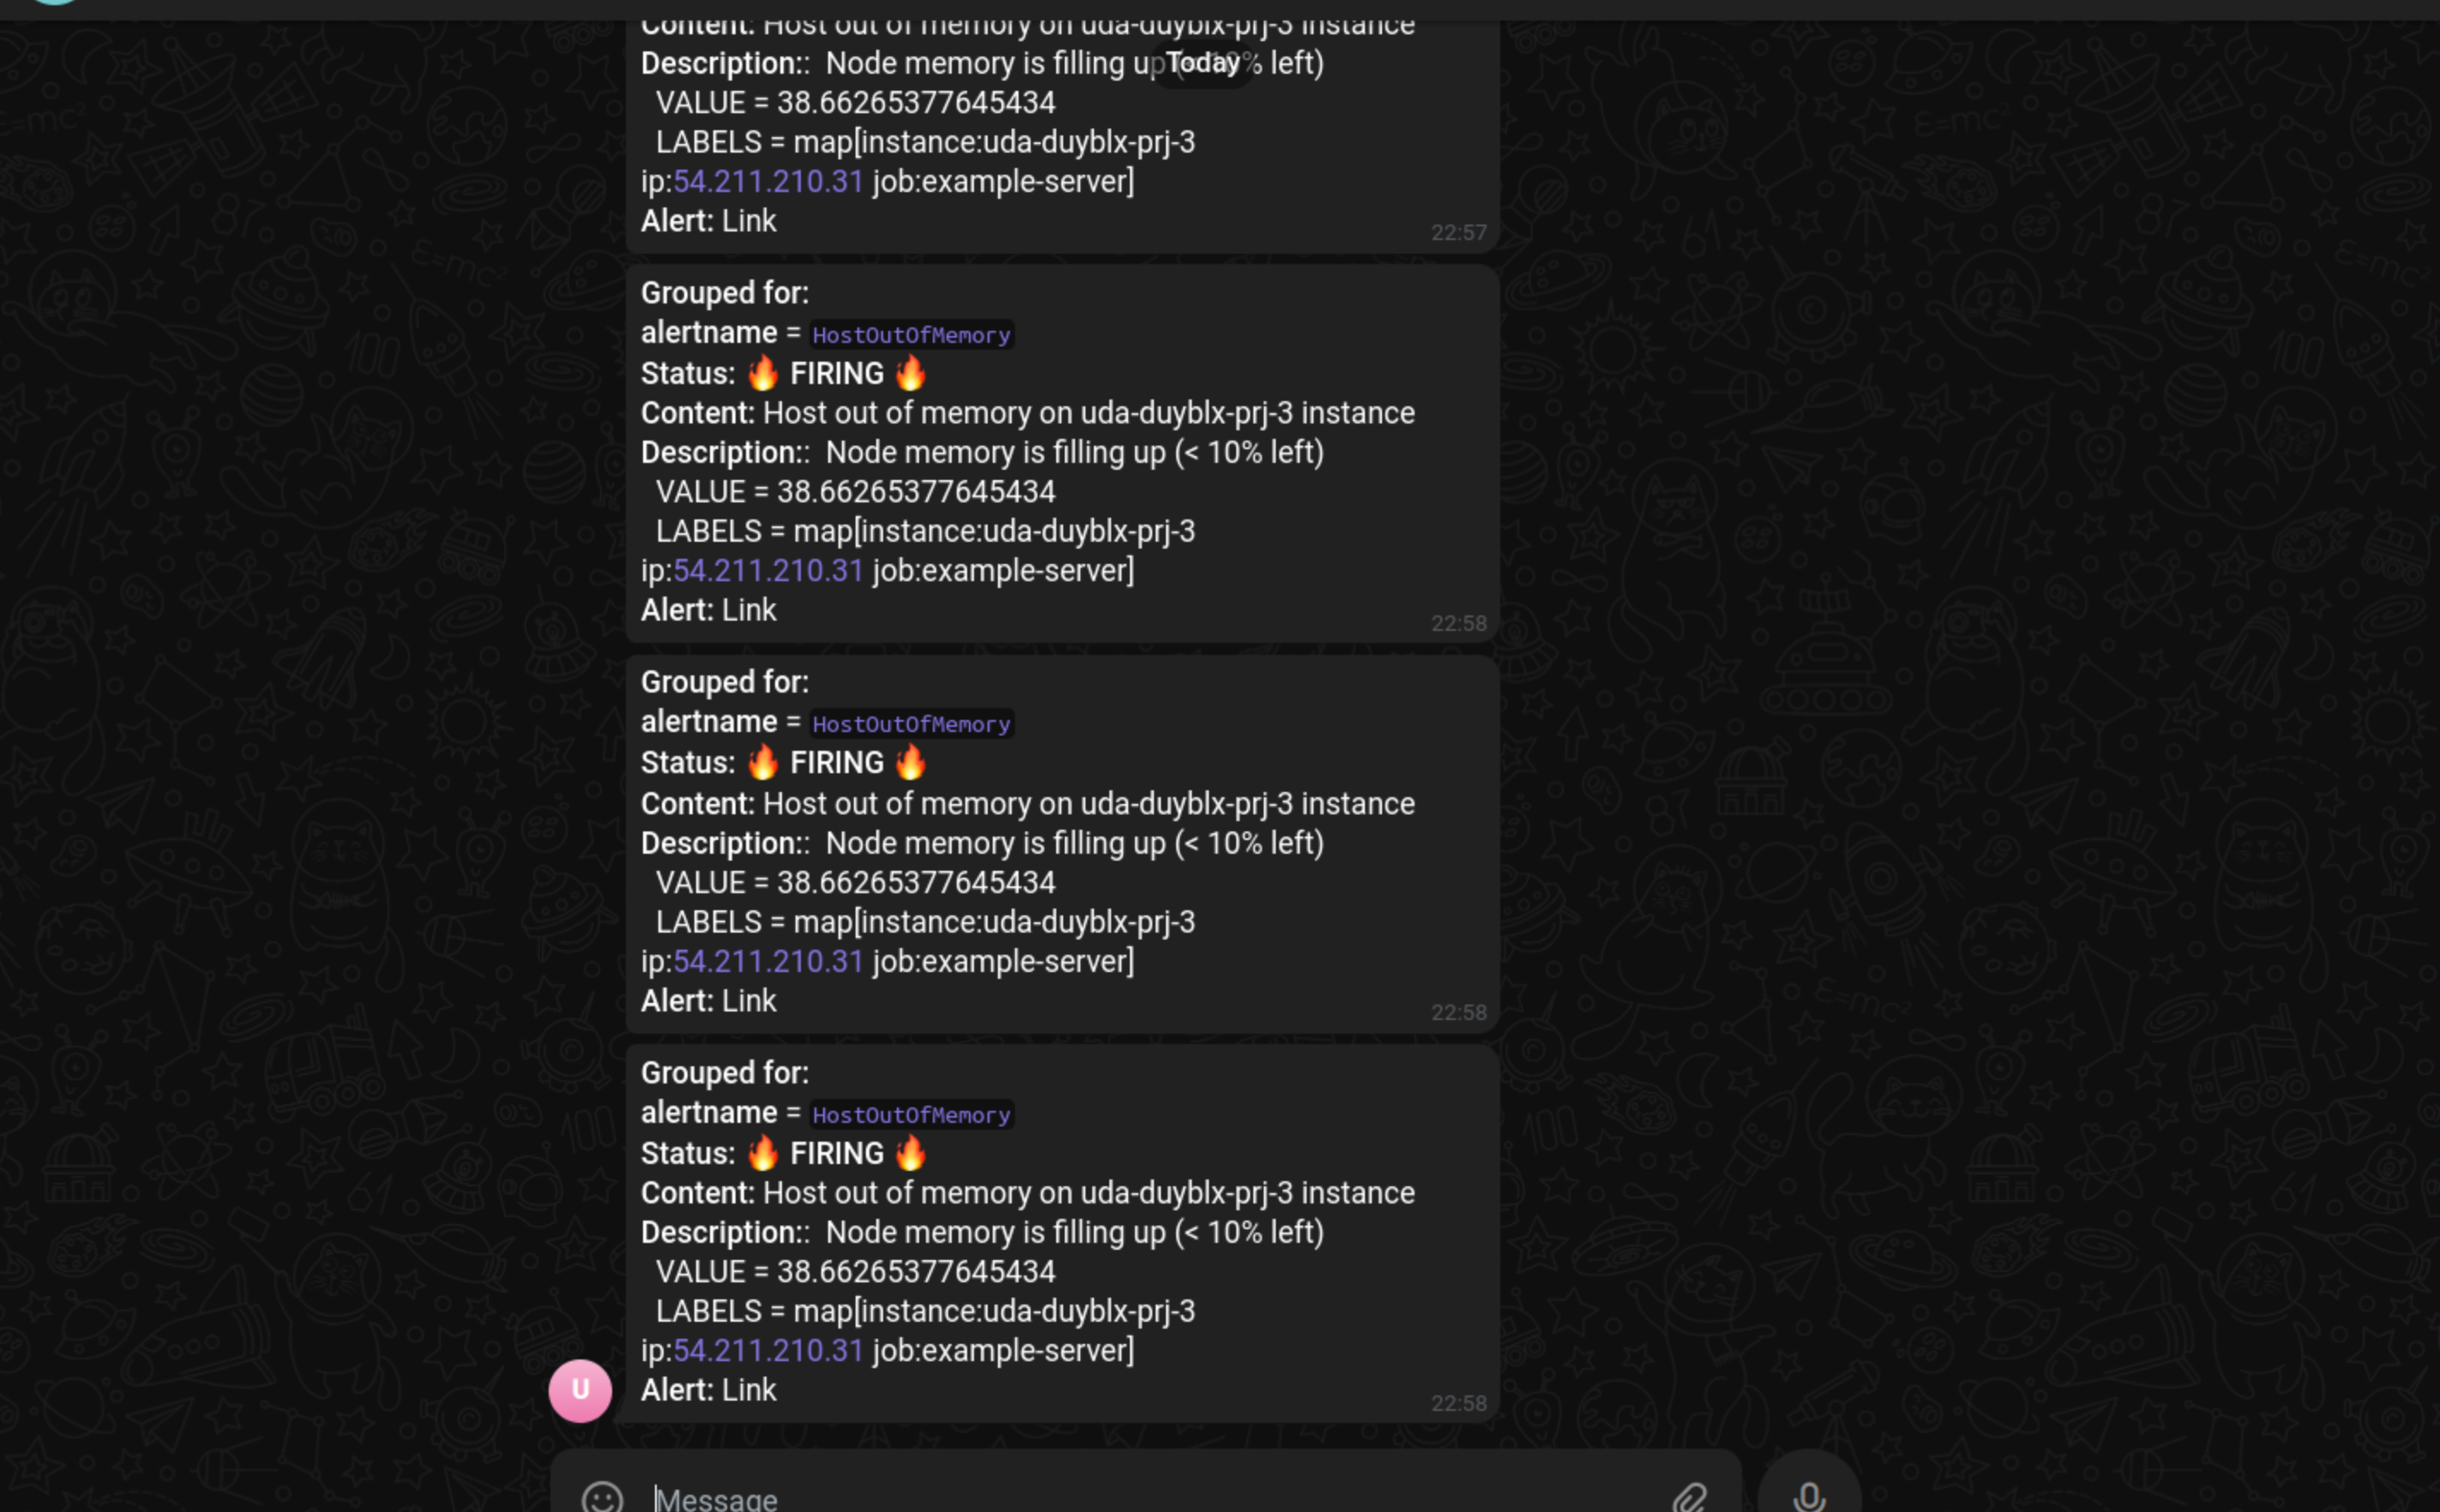 Content: Host out of memory on uda-duyblx-prj-3 instance
Description::  Node memory is filling up (< 10% left)
Today
VALUE = 38.66265377645434
LABELS = map[instance:uda-duyblx-prj-3
ip:54.211.210.31 job:example-server]
Alert: Link
22:57
Grouped for:
alertname = HostOutOfMemory
Status: 🔥 FIRING 🔥
Content: Host out of memory on uda-duyblx-prj-3 instance
Description::  Node memory is filling up (< 10% left)
VALUE = 38.66265377645434
LABELS = map[instance:uda-duyblx-prj-3
ip:54.211.210.31 job:example-server]
Alert: Link
22:58
Grouped for:
alertname = HostOutOfMemory
Status: 🔥 FIRING 🔥
Content: Host out of memory on uda-duyblx-prj-3 instance
Description::  Node memory is filling up (< 10% left)
VALUE = 38.66265377645434
LABELS = map[instance:uda-duyblx-prj-3
ip:54.211.210.31 job:example-server]
Alert: Link
22:58
Grouped for:
alertname = HostOutOfMemory
Status: 🔥 FIRING 🔥
Content: Host out of memory on uda-duyblx-prj-3 instance
Description::  Node memory is filling up (< 10% left)
VALUE = 38.66265377645434
LABELS = map[instance:uda-duyblx-prj-3
ip:54.211.210.31 job:example-server]
Alert: Link
22:58
U
Message